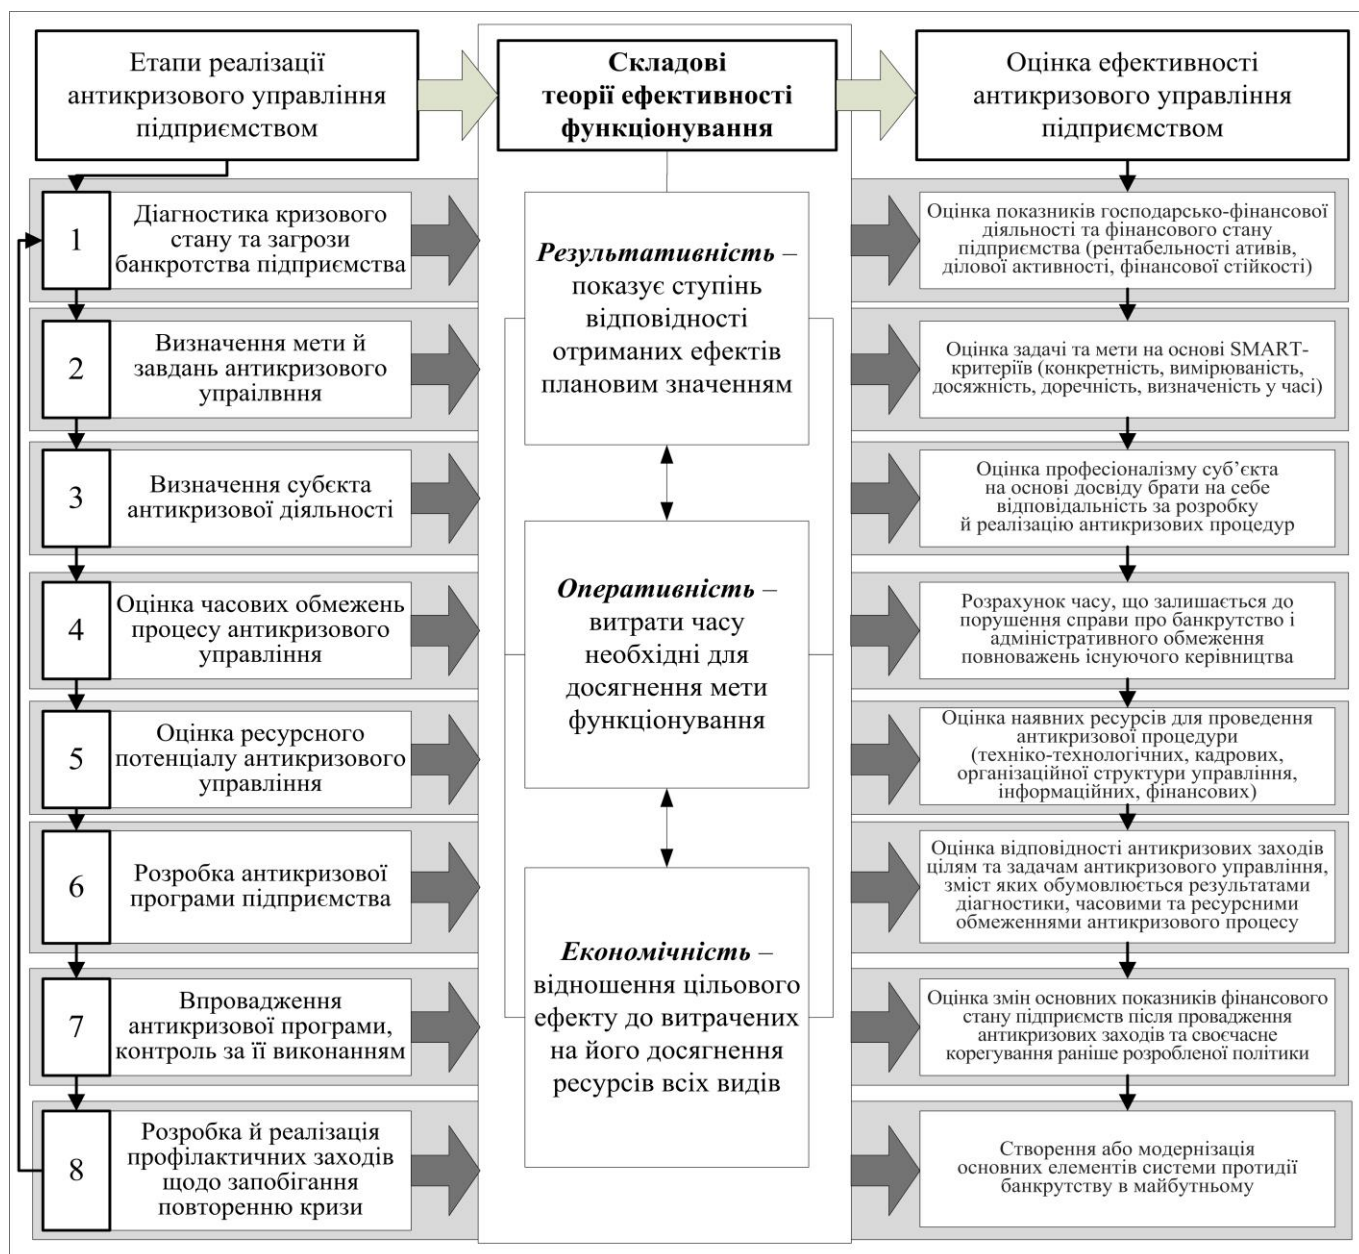 Етапи реалізації
антикризового управління
підприємством
Складові
теорії ефективності
функціонування
Оцінка ефективності
антикризового управління
підприємством
1
Діагностика кризового
стану та загрози
банкротства підприємства
2
Визначення мети й
завдань антикризового
упраілвння
3
Визначення субєкта
антикризової діяльності
4
Оцінка часових обмежень
процесу антикризового
управління
5
Оцінка ресурсного
потенціалу антикризового
управління
6
Розробка антикризової
програми підприємства
7
Впровадження
антикризової програми,
контроль за її виконанням
8
Розробка й реалізація
профілактичних заходів
щодо запобігання
повторенню кризи
Результативність –
показує ступінь
відповідності
отриманих ефектів
плановим значенням
Оперативність –
витрати часу
необхідні для
досягнення мети
функціонування
Економічність –
відношення цільового
ефекту до витрачених
на його досягнення
ресурсів всіх видів
Оцінка показників господарсько-фінансової
діяльності та фінансового стану
підприємства (рентабельності ативів,
ділової активності, фінансової стійкості)
Оцінка задачі та мети на основі SMART-
критеріїв (конкретність, вимірюваність,
досяжність, доречність, визначеність у часі)
Оцінка професіоналізму суб’єкта
на основі досвіду брати на себе
відповідальність за розробку
й реалізацію антикризових процедур
Розрахунок часу, що залишається до
порушення справи про банкрутство і
адміністративного обмеження
повноважень існуючого керівництва
Оцінка наявних ресурсів для проведення
антикризової процедури
(техніко-технологічних, кадрових,
організаційної структури управління,
інформаційних, фінансових)
Оцінка відповідності антикризових заходів
цілям та задачам антикризового управління,
зміст яких обумовлюється результатами
діагностики, часовими та ресурсними
обмеженнями антикризового процесу
Оцінка змін основних показників фінансового
стану підприємств після провадження
антикризових заходів та своєчасне
корегування раніше розробленої політики
Створення або модернізація
основних елементів системи протидії
банкрутству в майбутньому